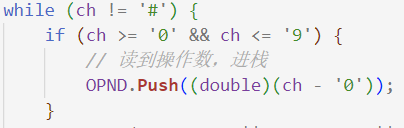 while (ch != '#') {
    if (ch >= '0' && ch <= '9') {
        // 读到操作数，进栈
        OPND.Push((double)(ch - '0'));
    }